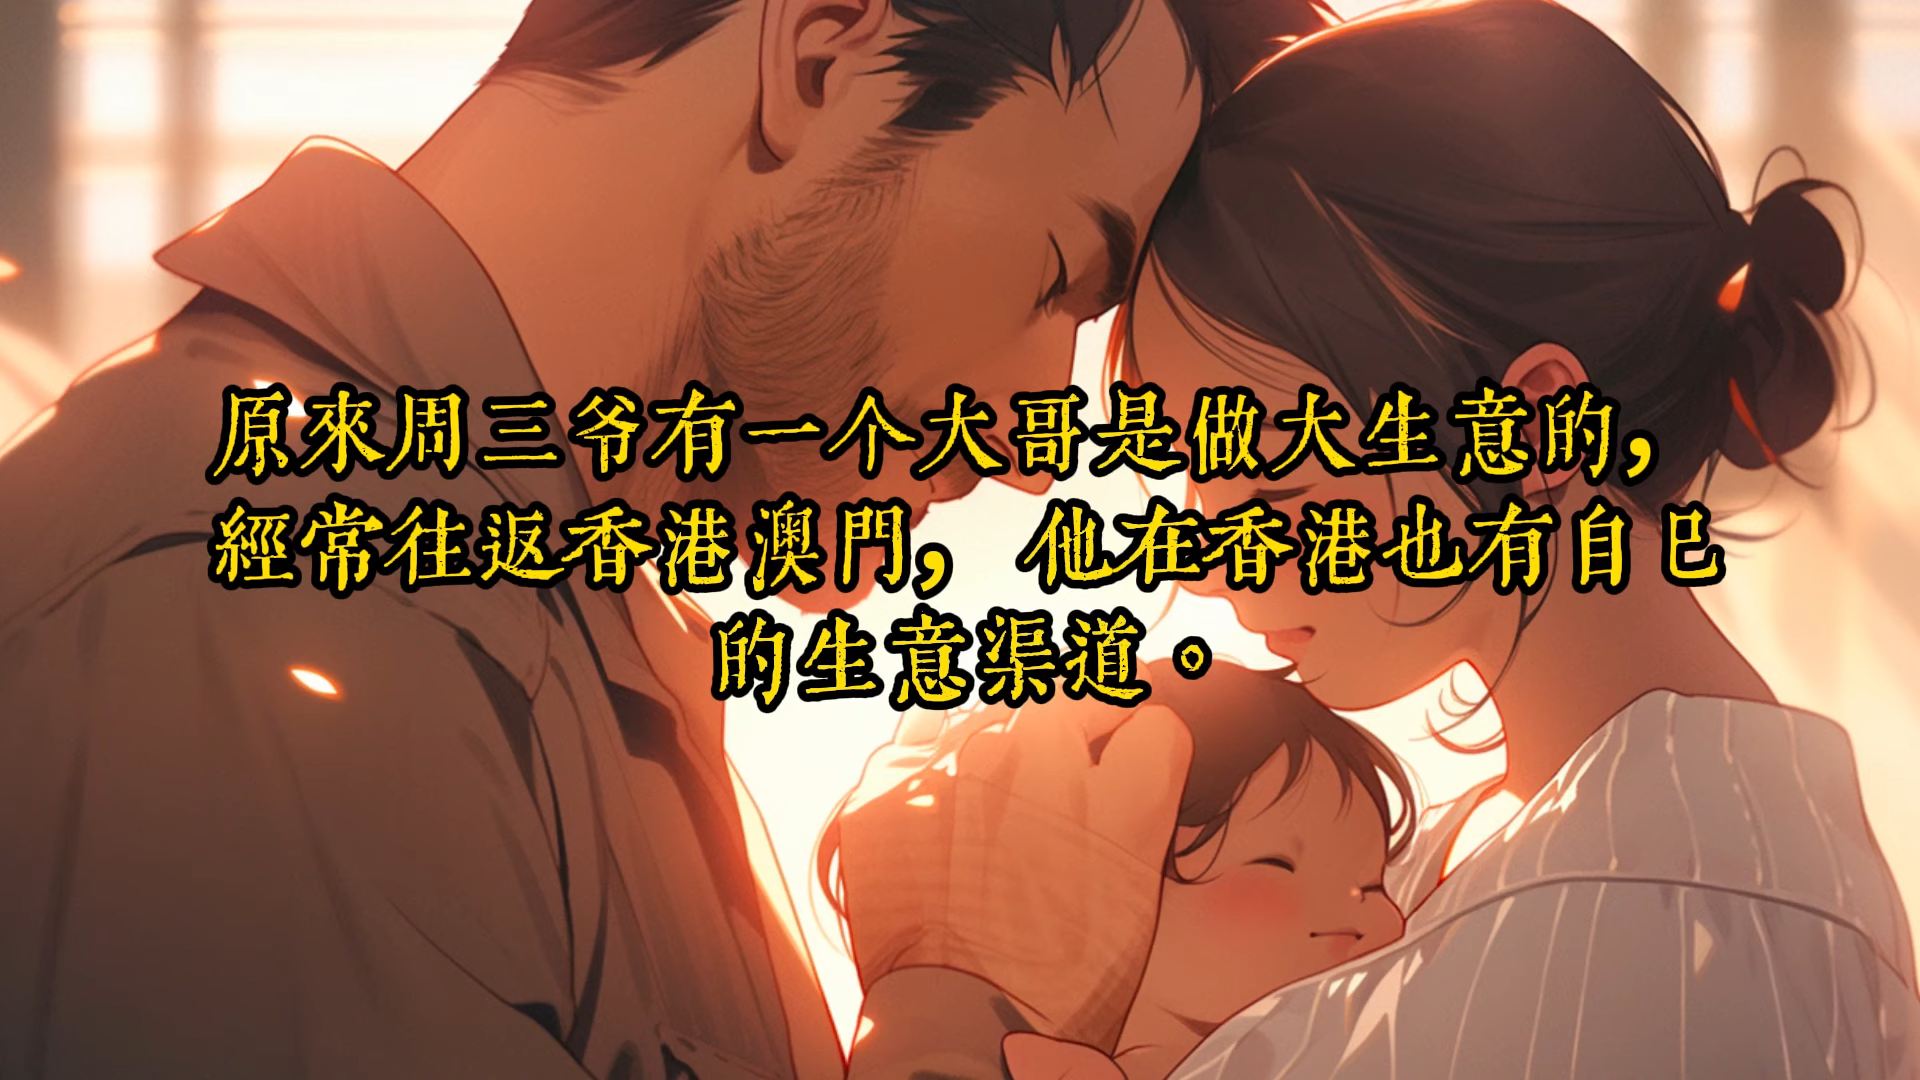 原來周三爷有一个大哥是做大生意的，
經常往返香港澳門，他在香港也有自已
的生意渠道。